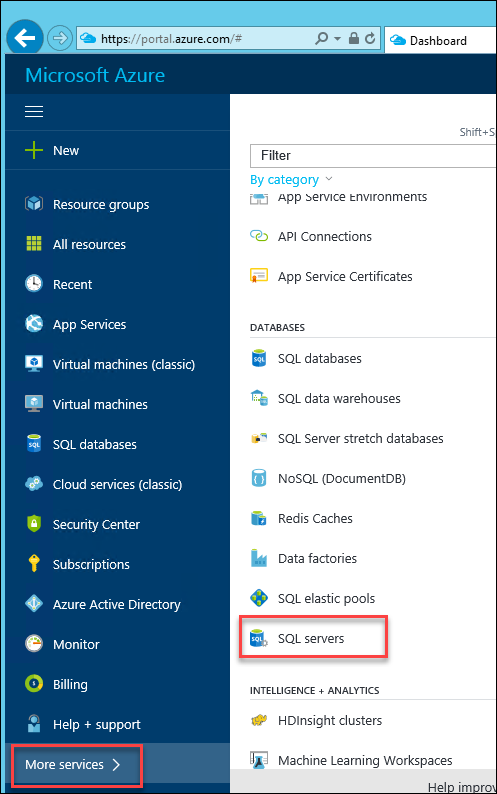 https://portal.azure.com/#
Dashboard
Microsoft Azure
New
Resource groups
All resources
Recent
App Services
Virtual machines (classic)
Virtual machines
SQL databases
Cloud services (classic)
Security Center
Subscriptions
Azure Active Directory
Monitor
Billing
Help + support
More services
Shift+S
Filter
By category
App Service Environments
API Connections
App Service Certificates
DATABASES
SQL databases
SQL data warehouses
SQL Server stretch databases
NoSQL (DocumentDB)
Redis Caches
Data factories
SQL elastic pools
SQL servers
INTELLIGENCE + ANALYTICS
HDInsight clusters
Machine Learning Workspaces
Help improv